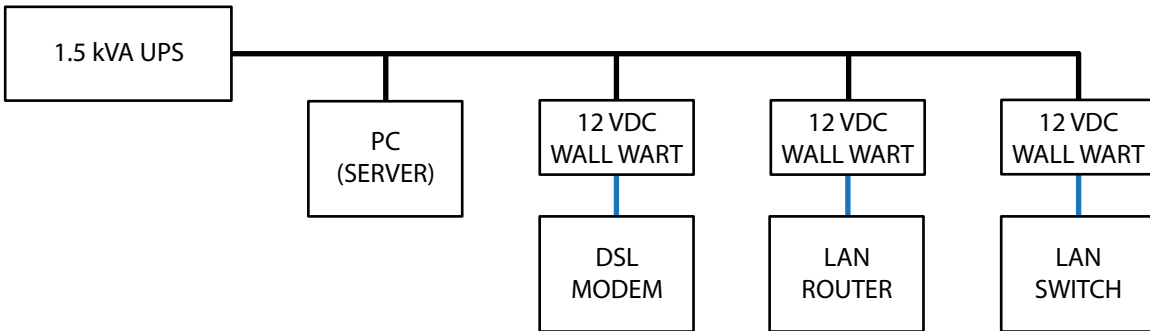 1.5 kVA UPS
PC
(SERVER)
12 VDC
WALL WART
12 VDC
WALL WART
12 VDC
WALL WART
DSL
MODEM
LAN
ROUTER
LAN
SWITCH